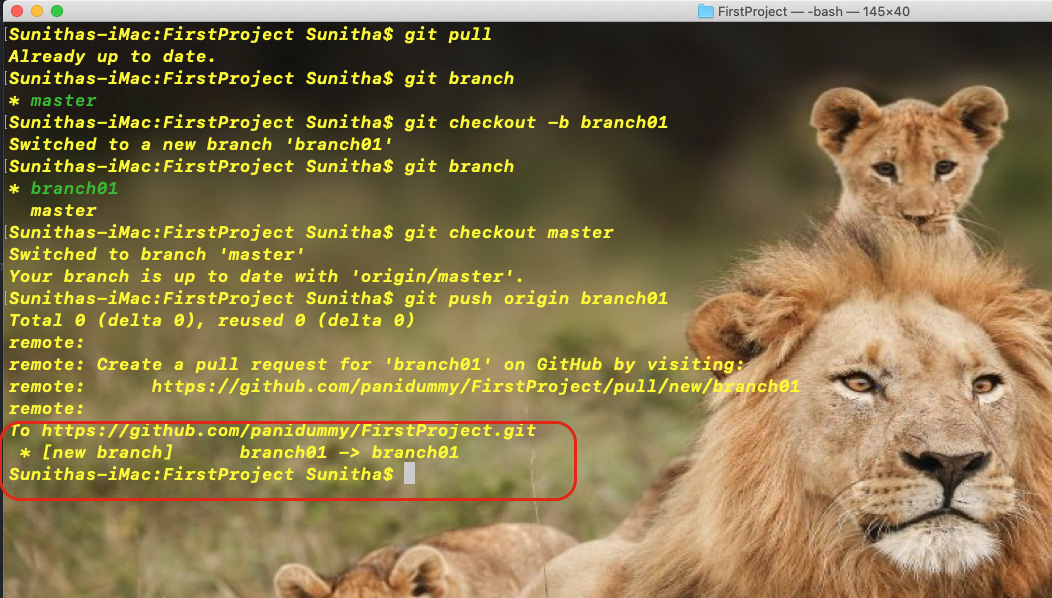 FirstProject — -bash — 145×40
Sunithas-iMac:FirstProject Sunitha$ git pull
Already up to date.
Sunithas-iMac:FirstProject Sunitha$ git branch
* master
Sunithas-iMac:FirstProject Sunitha$ git checkout -b branch01
Switched to a new branch 'branch01'
Sunithas-iMac:FirstProject Sunitha$ git branch
* branch01
  master
Sunithas-iMac:FirstProject Sunitha$ git checkout master
Switched to branch 'master'
Your branch is up to date with 'origin/master'.
Sunithas-iMac:FirstProject Sunitha$ git push origin branch01
Total 0 (delta 0), reused 0 (delta 0)
remote:
remote: Create a pull request for 'branch01' on GitHub by visiting:
remote:      https://github.com/panidummy/FirstProject/pull/new/branch01
remote:
To https://github.com/panidummy/FirstProject.git
 * [new branch]      branch01 -> branch01
Sunithas-iMac:FirstProject Sunitha$